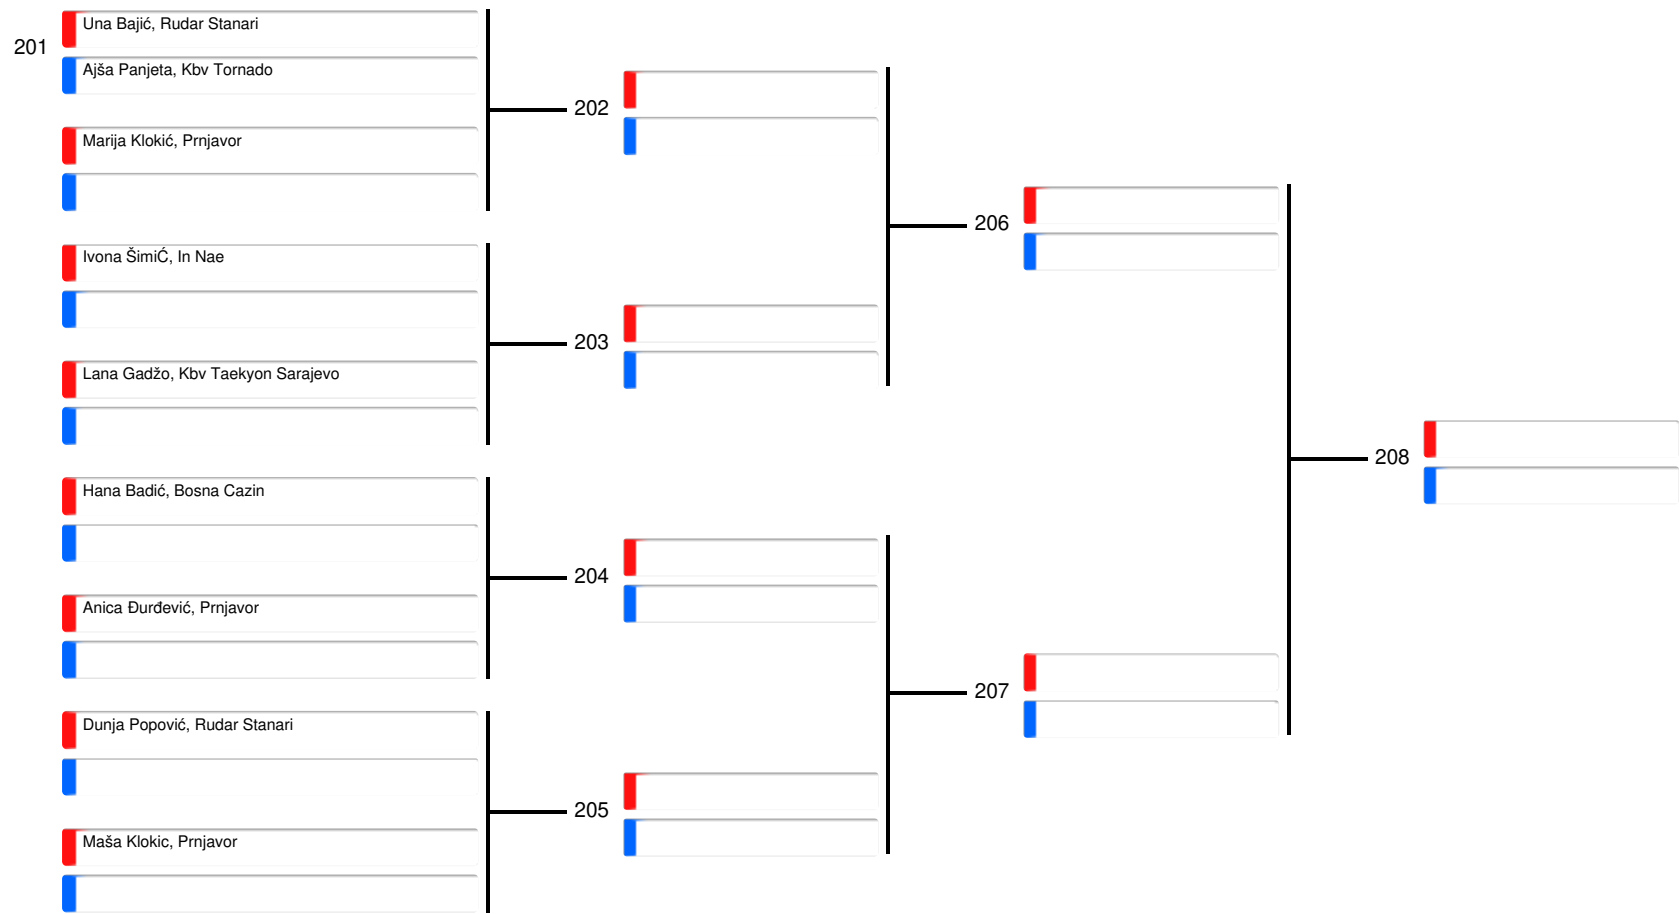 201
Una Bajić, Rudar Stanari
Ajša Panjeta, Kbv Tornado
Marija Klokić, Prnjavor
Ivona ŠimiĆ, In Nae
Lana Gadžo, Kbv Taekyon Sarajevo
Hana Badić, Bosna Cazin
Anica Đurđević, Prnjavor
Dunja Popović, Rudar Stanari
Maša Klokic, Prnjavor
202
203
204
205
206
207
208